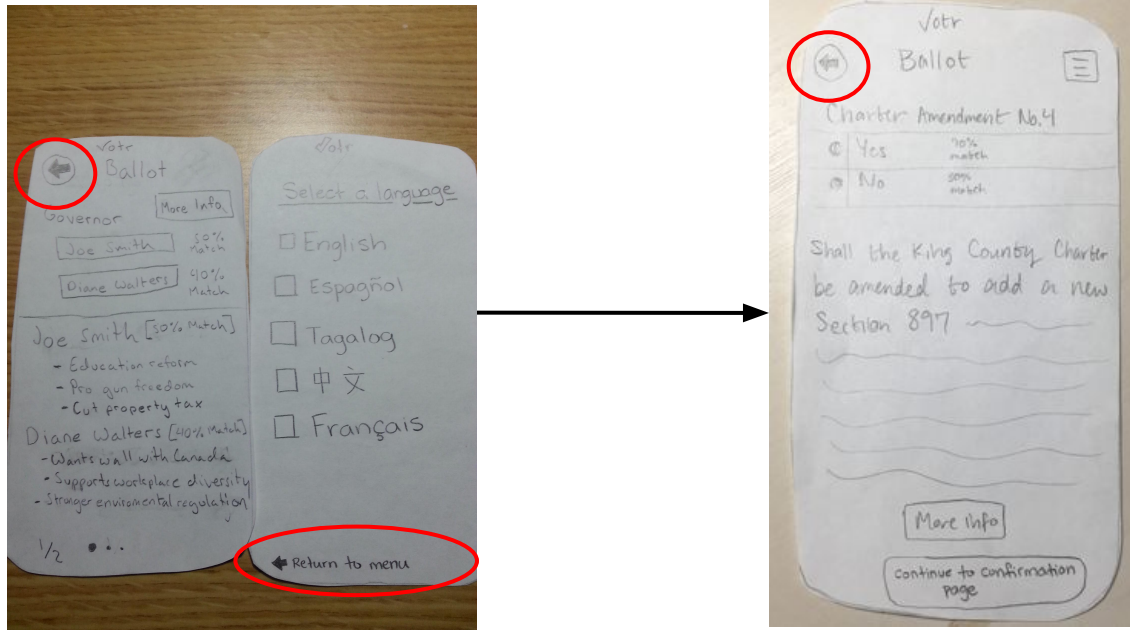 Votr
Ballot
Governor
More Info
Joe Smith
50%
Match
Diane Walters
40%
Match
Joe Smith [50% Match]
- Education reform
- Pro gun freedom
- Cut property tax
Diane Walters [40% Match]
- Wants wall with Canada
- Supports workplace diversity
- Stronger enviromental regulation
1/2
Votr
Select a language
English
Espagñol
Tagalog
中文
Français
Return to menu
Votr
Ballot
Charter Amendment No.4
Yes
70%
match
No
50%
match
Shall the King County Charter
be amended to add a new
Section 897
More info
continue to confirmation
page